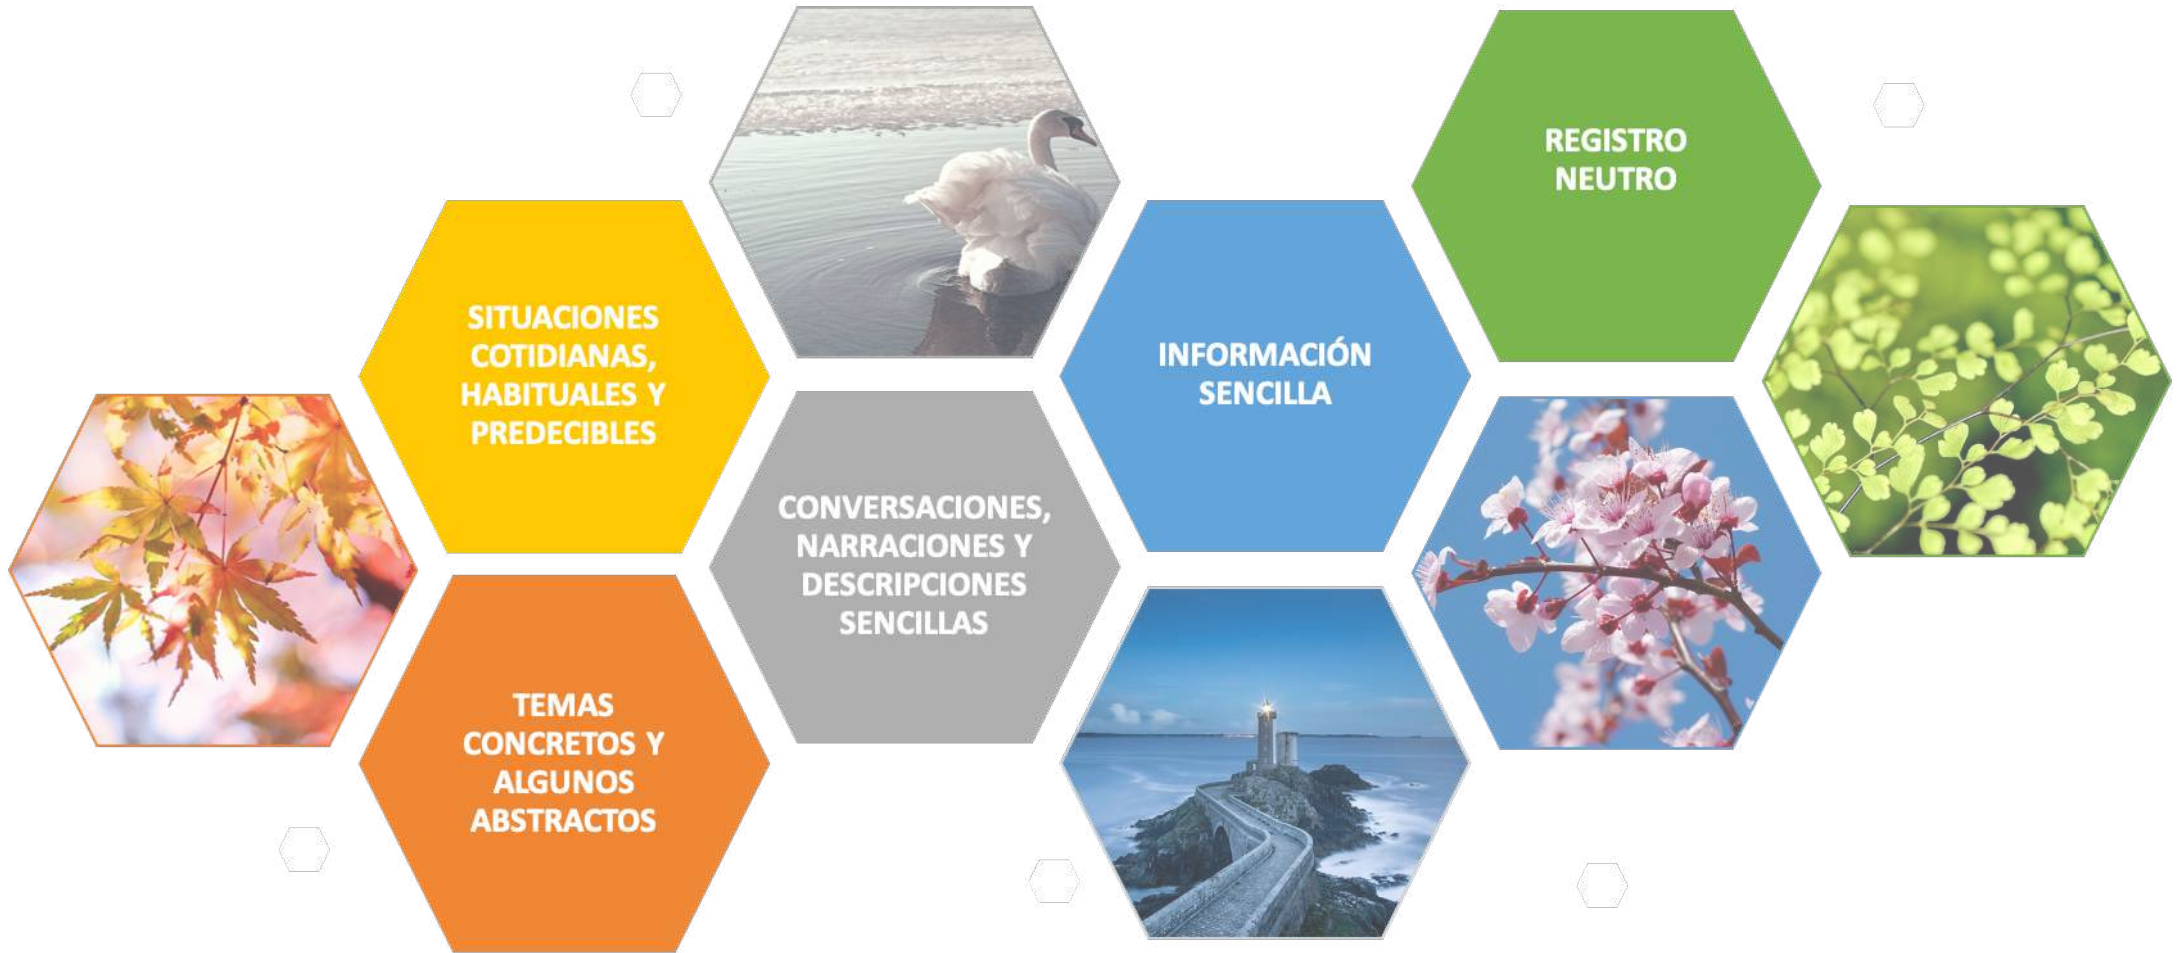 SITUACIONES
COTIDIANAS,
HABITUALES Y
PREDECIBLES
TEMAS
CONCRETOS Y
ALGUNOS
ABSTRACTOS
CONVERSACIONES,
NARRACIONES Y
DESCRIPCIONES
SENCILLAS
INFORMACIÓN
SENCILLA
REGISTRO
NEUTRO